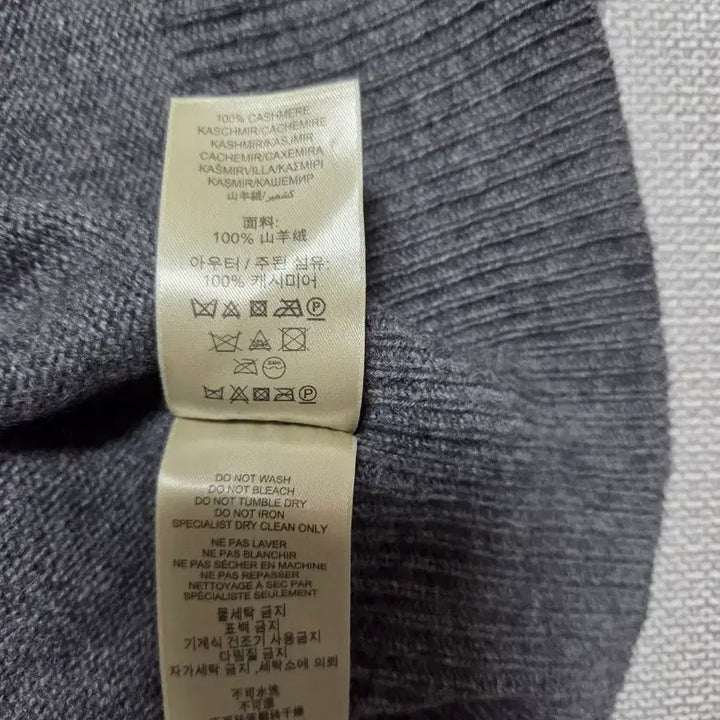 100% CASHMERE
KASCHMIR/CACHEMIRE
KASHMIR/KAŠJMIR
CACHEMIR/CAXEMIRA
KAŠMIRVILLA/ΚΑΣΜΙΡΙ
KAŞMIR/КАШЕМИР
山羊絨/كشمير
面料:
100% 山羊绒
아우터 / 주된 섬유:
100% 캐시미어
P
P
DO NOT WASH
DO NOT BLEACH
DO NOT TUMBLE DRY
DO NOT IRON
SPECIALIST DRY CLEAN ONLY
NE PAS LAVER
NE PAS BLANCHIR
NE PAS SÉCHER EN MACHINE
NE PAS REPASSER
NETTOYAGE À SEC PAR
SPÉCIALISTE SEULEMENT
물세탁 금지
표백 금지
기계식 건조기 사용금지
다림질 금지
자가세탁 금지, 세탁소에 의뢰
不可水洗
不可漂